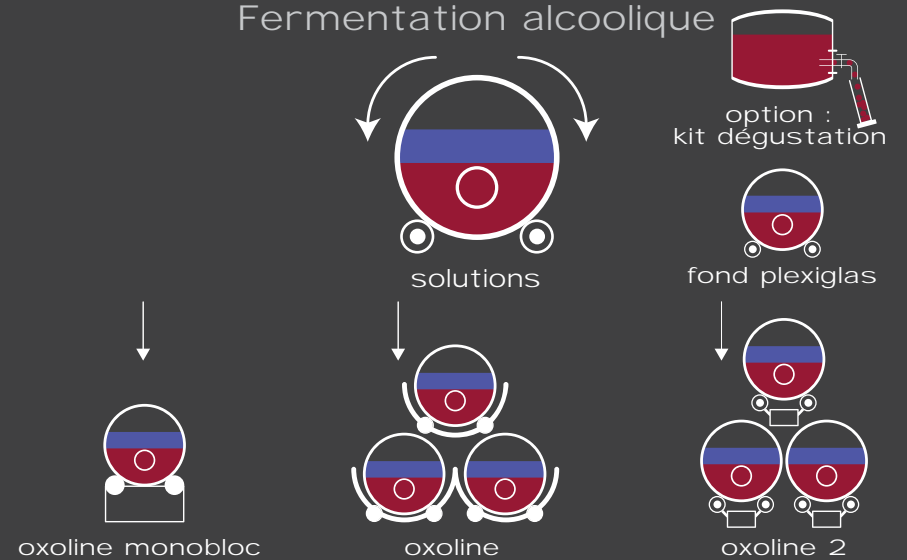 Fermentation alcoolique
option :
kit dégustation
solutions
fond plexiglas
oxoline monobloc
oxoline
oxoline 2